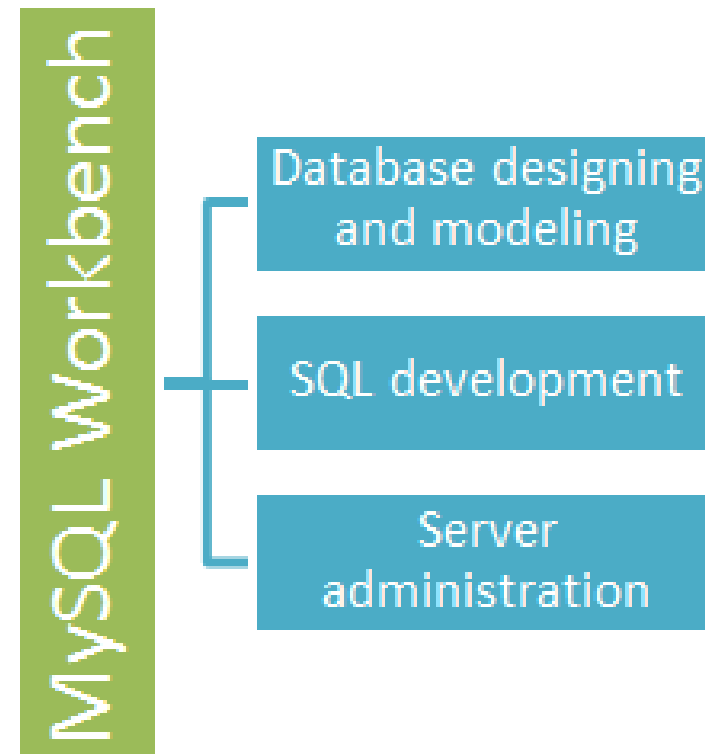 MySQL Workbench
Database designing
and modeling
SQL development
Server
administration